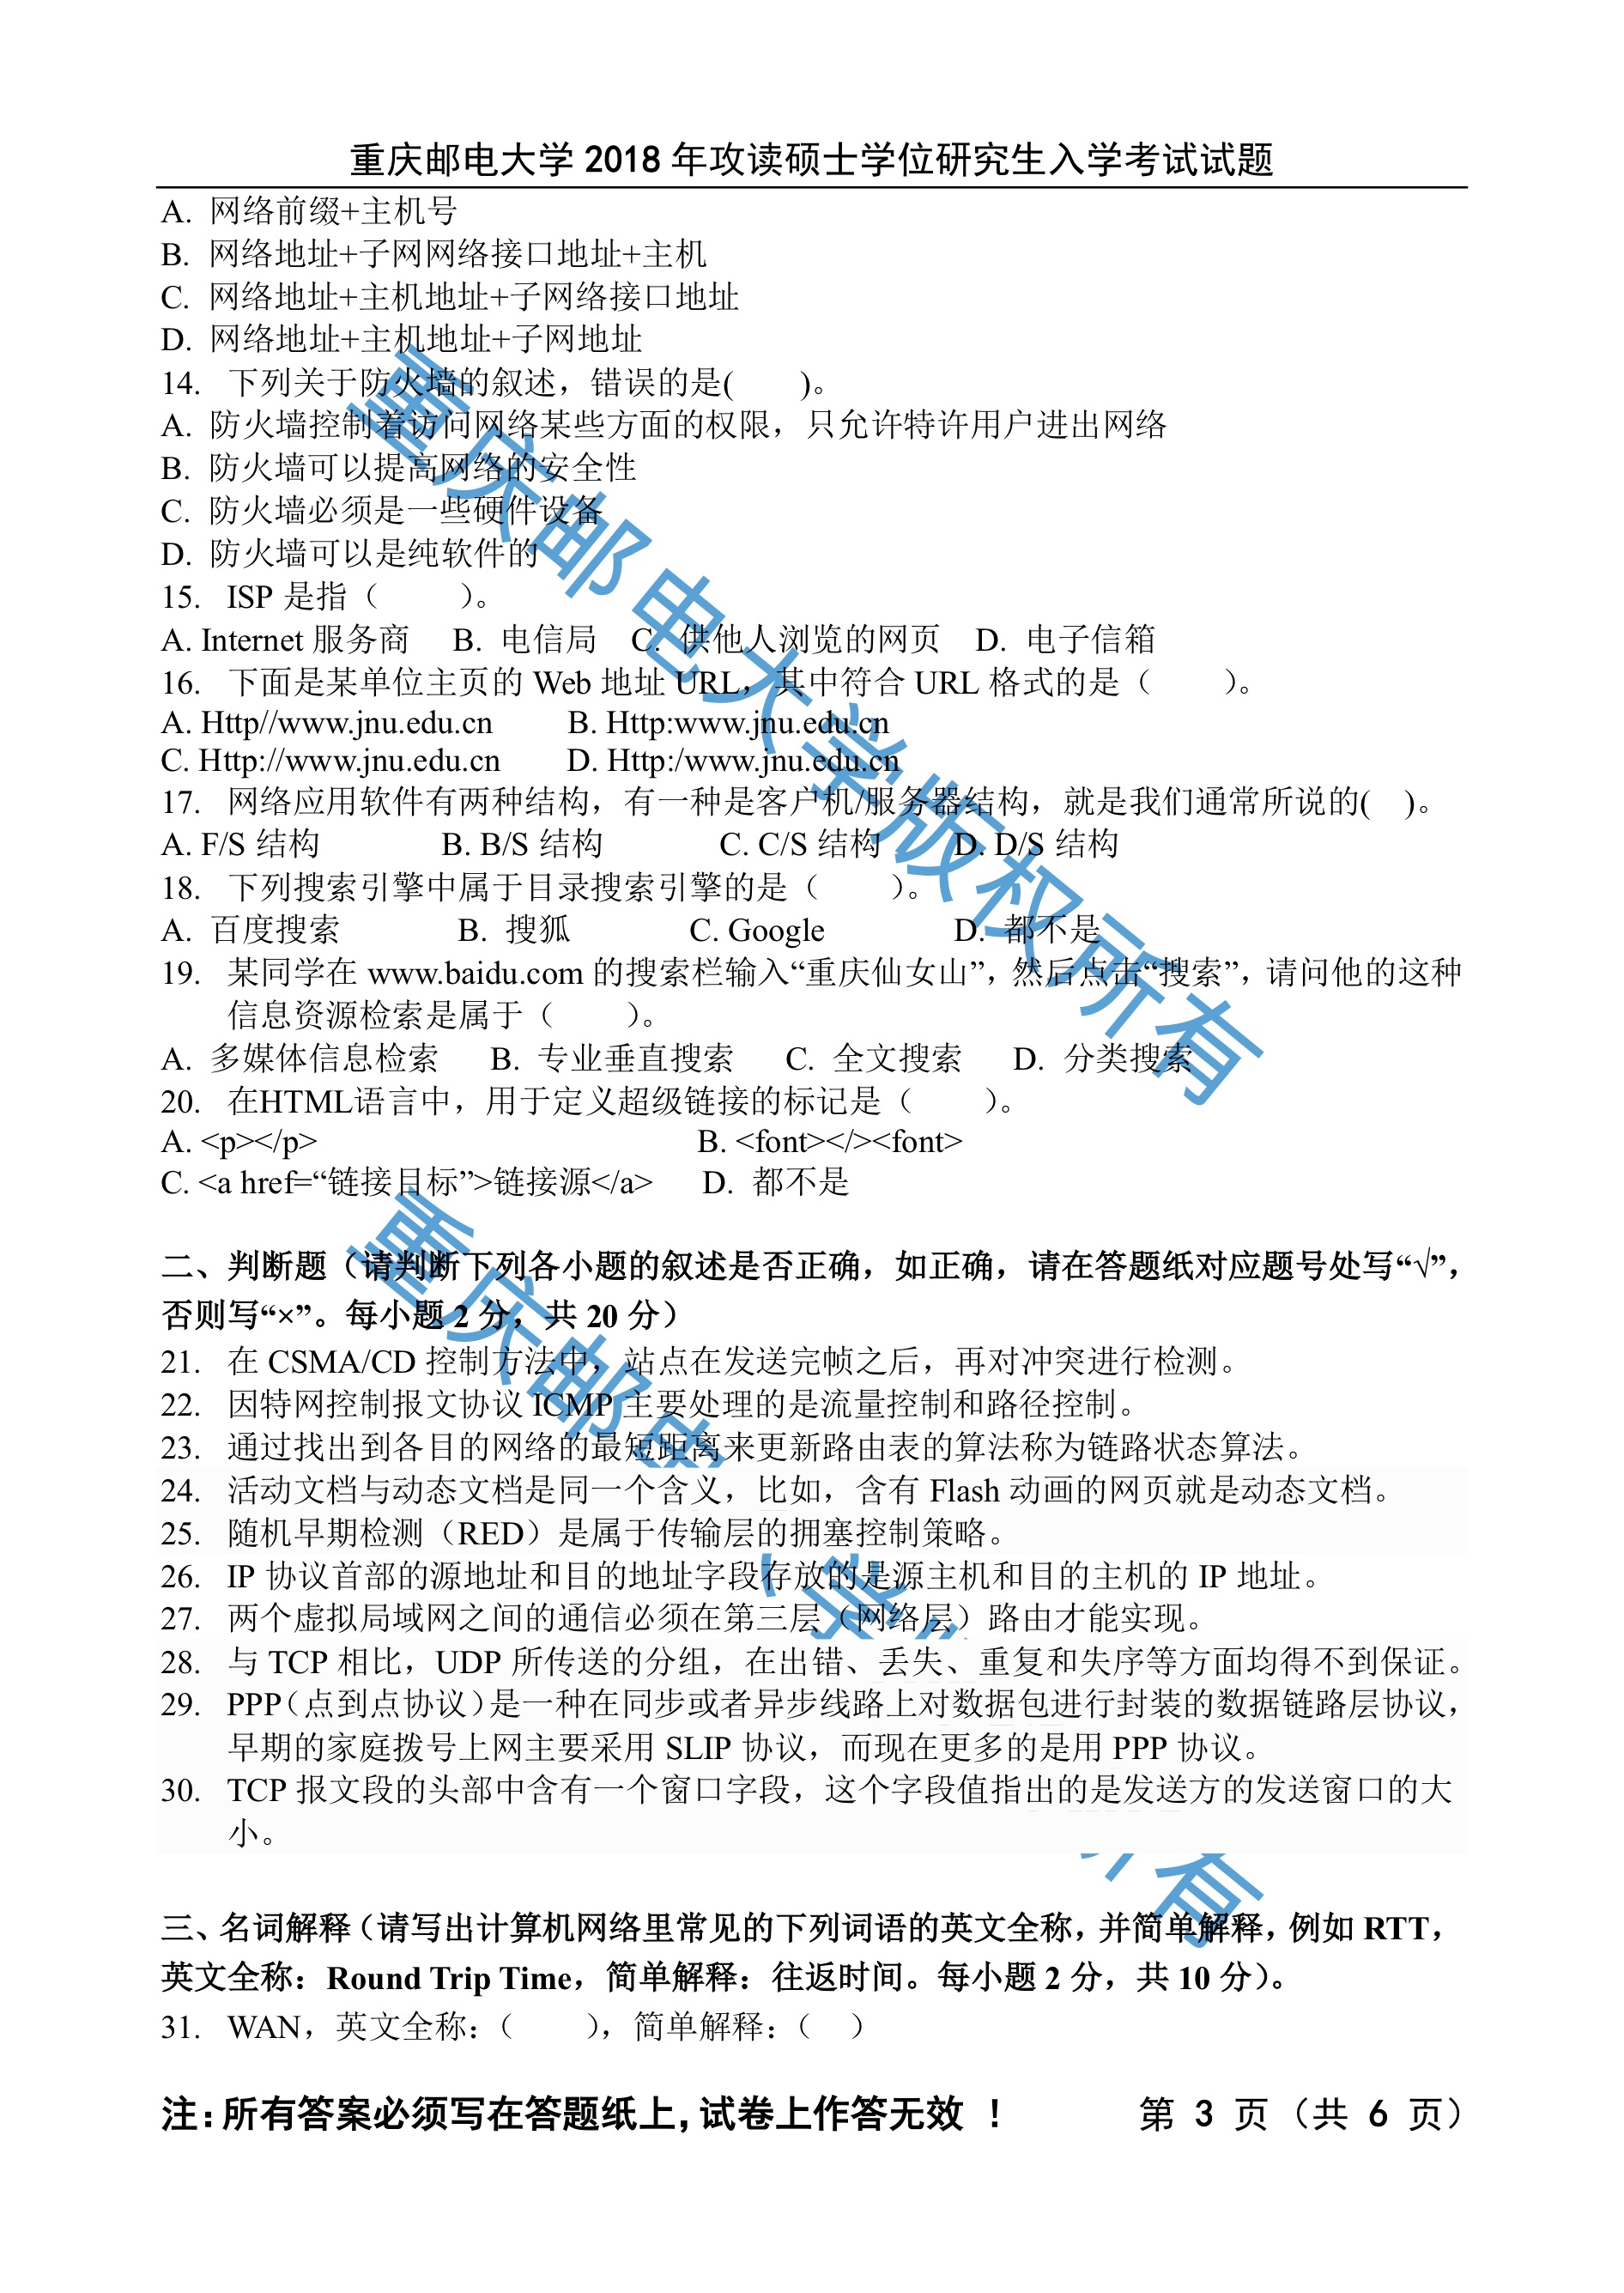 重庆邮电大学 2018 年攻读硕士学位研究生入学考试试题
A. 网络前缀+主机号
B. 网络地址+子网网络接口地址+主机
C. 网络地址+主机地址+子网络接口地址
D. 网络地址+主机地址+子网地址
14. 下列关于防火墙的叙述，错误的是(　　)。
A. 防火墙控制着访问网络某些方面的权限，只允许特许用户进出网络
B. 防火墙可以提高网络的安全性
C. 防火墙必须是一些硬件设备
D. 防火墙可以是纯软件的
15. ISP 是指（　　）。
A. Internet 服务商 B. 电信局 C. 供他人浏览的网页 D. 电子信箱
16. 下面是某单位主页的 Web 地址 URL，其中符合 URL 格式的是（　　）。
A. Http//www.jnu.edu.cn B. Http:www.jnu.edu.cn
C. Http://www.jnu.edu.cn D. Http:/www.jnu.edu.cn
17. 网络应用软件有两种结构，有一种是客户机/服务器结构，就是我们通常所说的(　)。
A. F/S 结构 B. B/S 结构 C. C/S 结构 D. D/S 结构
18. 下列搜索引擎中属于目录搜索引擎的是（　　）。
A. 百度搜索 B. 搜狐 C. Google D. 都不是
19. 某同学在 www.baidu.com 的搜索栏输入“重庆仙女山”，然后点击“搜索”，请问他的这种
信息资源检索是属于（　　）。
A. 多媒体信息检索 B. 专业垂直搜索 C. 全文搜索 D. 分类搜索
20. 在HTML语言中，用于定义超级链接的标记是（　　）。
A. <p></p> B. <font></><font>
C. <a href=“链接目标”>链接源</a> D. 都不是
二、判断题（请判断下列各小题的叙述是否正确，如正确，请在答题纸对应题号处写“√”，
否则写“×”。每小题 2 分，共 20 分）
21. 在 CSMA/CD 控制方法中，站点在发送完帧之后，再对冲突进行检测。
22. 因特网控制报文协议 ICMP 主要处理的是流量控制和路径控制。
23. 通过找出到各目的网络的最短距离来更新路由表的算法称为链路状态算法。
24. 活动文档与动态文档是同一个含义，比如，含有 Flash 动画的网页就是动态文档。
25. 随机早期检测（RED）是属于传输层的拥塞控制策略。
26. IP 协议首部的源地址和目的地址字段存放的是源主机和目的主机的 IP 地址。
27. 两个虚拟局域网之间的通信必须在第三层（网络层）路由才能实现。
28. 与 TCP 相比，UDP 所传送的分组，在出错、丢失、重复和失序等方面均得不到保证。
29. PPP（点到点协议）是一种在同步或者异步线路上对数据包进行封装的数据链路层协议，
早期的家庭拨号上网主要采用 SLIP 协议，而现在更多的是用 PPP 协议。
30. TCP 报文段的头部中含有一个窗口字段，这个字段值指出的是发送方的发送窗口的大
小。
三、名词解释（请写出计算机网络里常见的下列词语的英文全称，并简单解释，例如 RTT，
英文全称：Round Trip Time，简单解释：往返时间。每小题 2 分，共 10 分）。
31. WAN，英文全称：（　　），简单解释：（　）
注：所有答案必须写在答题纸上，试卷上作答无效 ！ 第 3 页（共 6 页）
重庆邮电大学版权所有
重庆邮电 学 所有